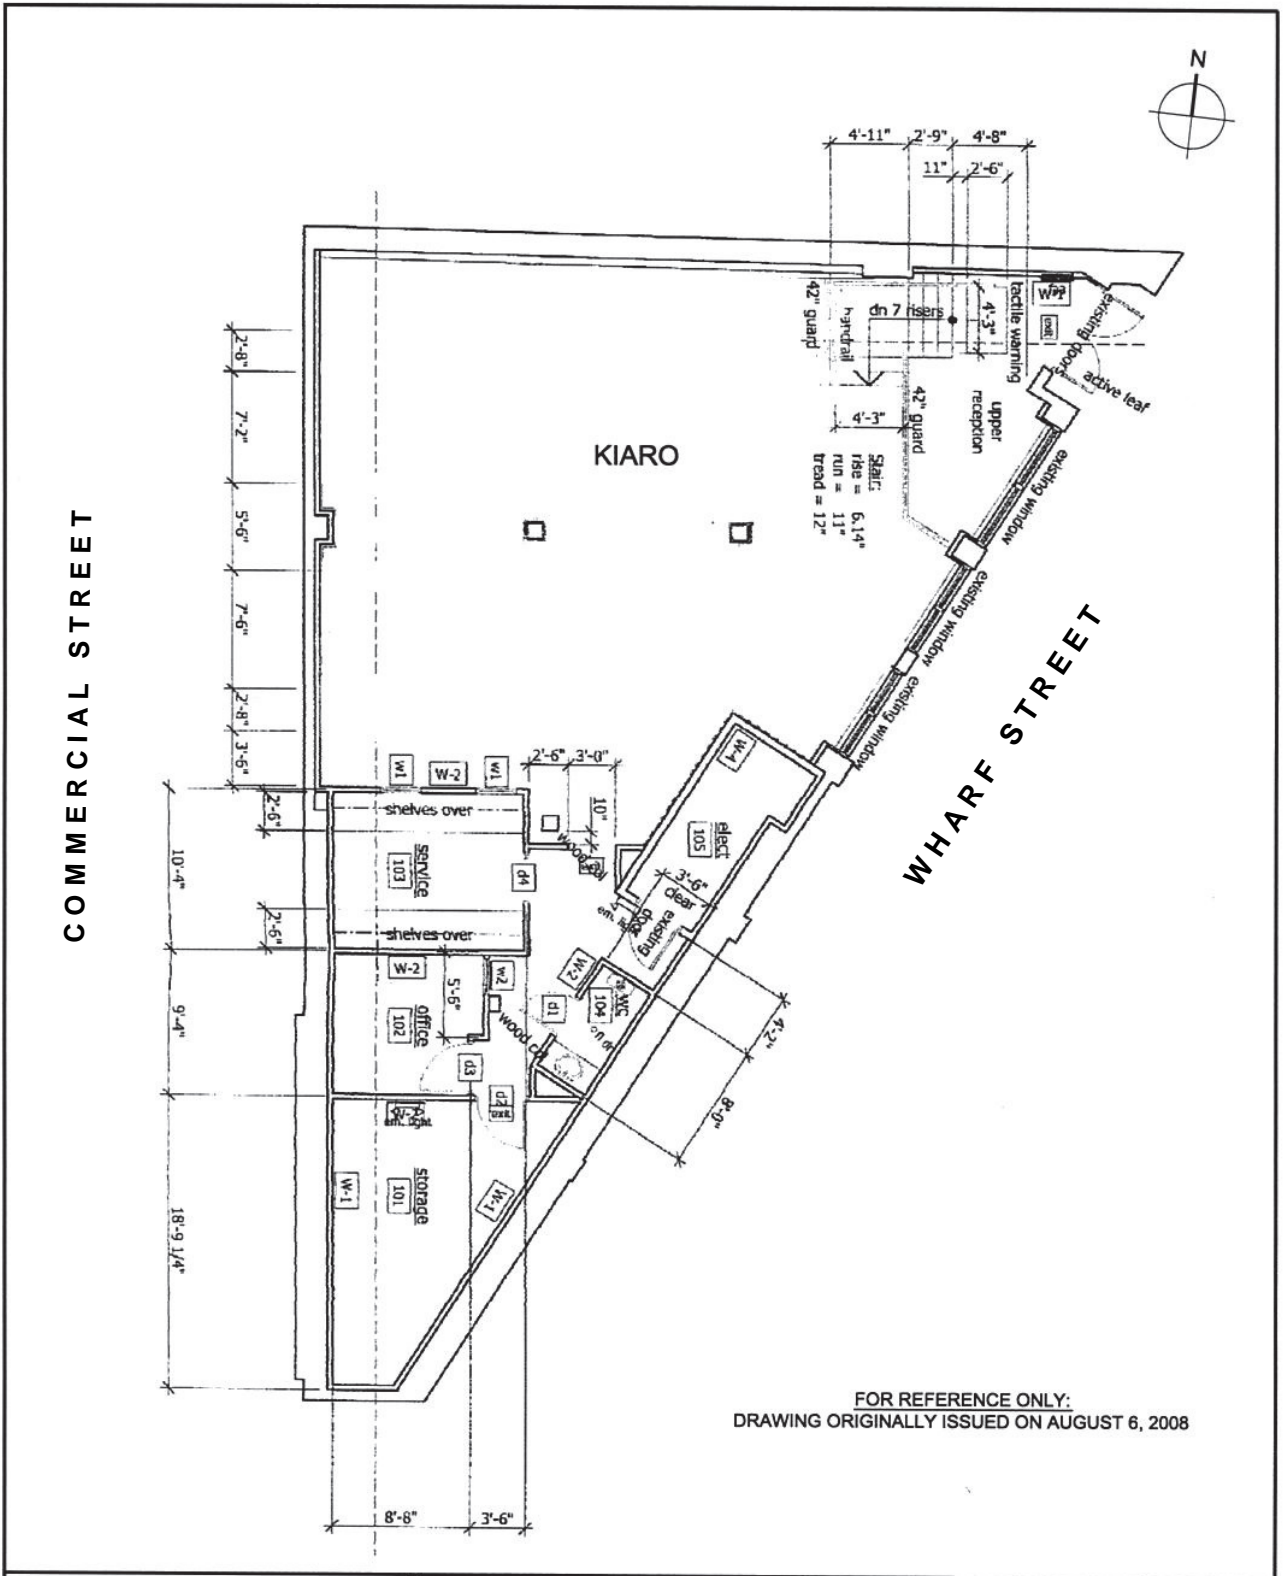 N
4'-11"
2'-9"
4'-8"
11"
2'-6"
42" guard
handrail
dn 7 risers
4'-3"
tactile warning
W-1
exit
existing door
active leaf
4'-3"
42" guard
upper
reception
Stair:
rise = 6.14"
run = 11"
tread = 12"
KIARO
existing window
existing window
existing window
COMMERCIAL STREET
WHARF STREET
2'-8"
7'-2"
5'-6"
7'-6"
2'-8"
3'-6"
2'-6"
10'-4"
2'-6"
9'-4"
18'-9 1/4"
w1
W-2
w1
2'-6"
3'-0"
10"
shelves over
service
103
d4
shelves over
W-4
elect
105
3'-6"
clear
existing
door
W-2
w2
5'-6"
office
102
W-2
WC
104
d1
d3
d2
exit
em. light
storage
101
W-1
W-1
4'-2"
8'-0"
8'-8"
3'-6"
FOR REFERENCE ONLY:
DRAWING ORIGINALLY ISSUED ON AUGUST 6, 2008